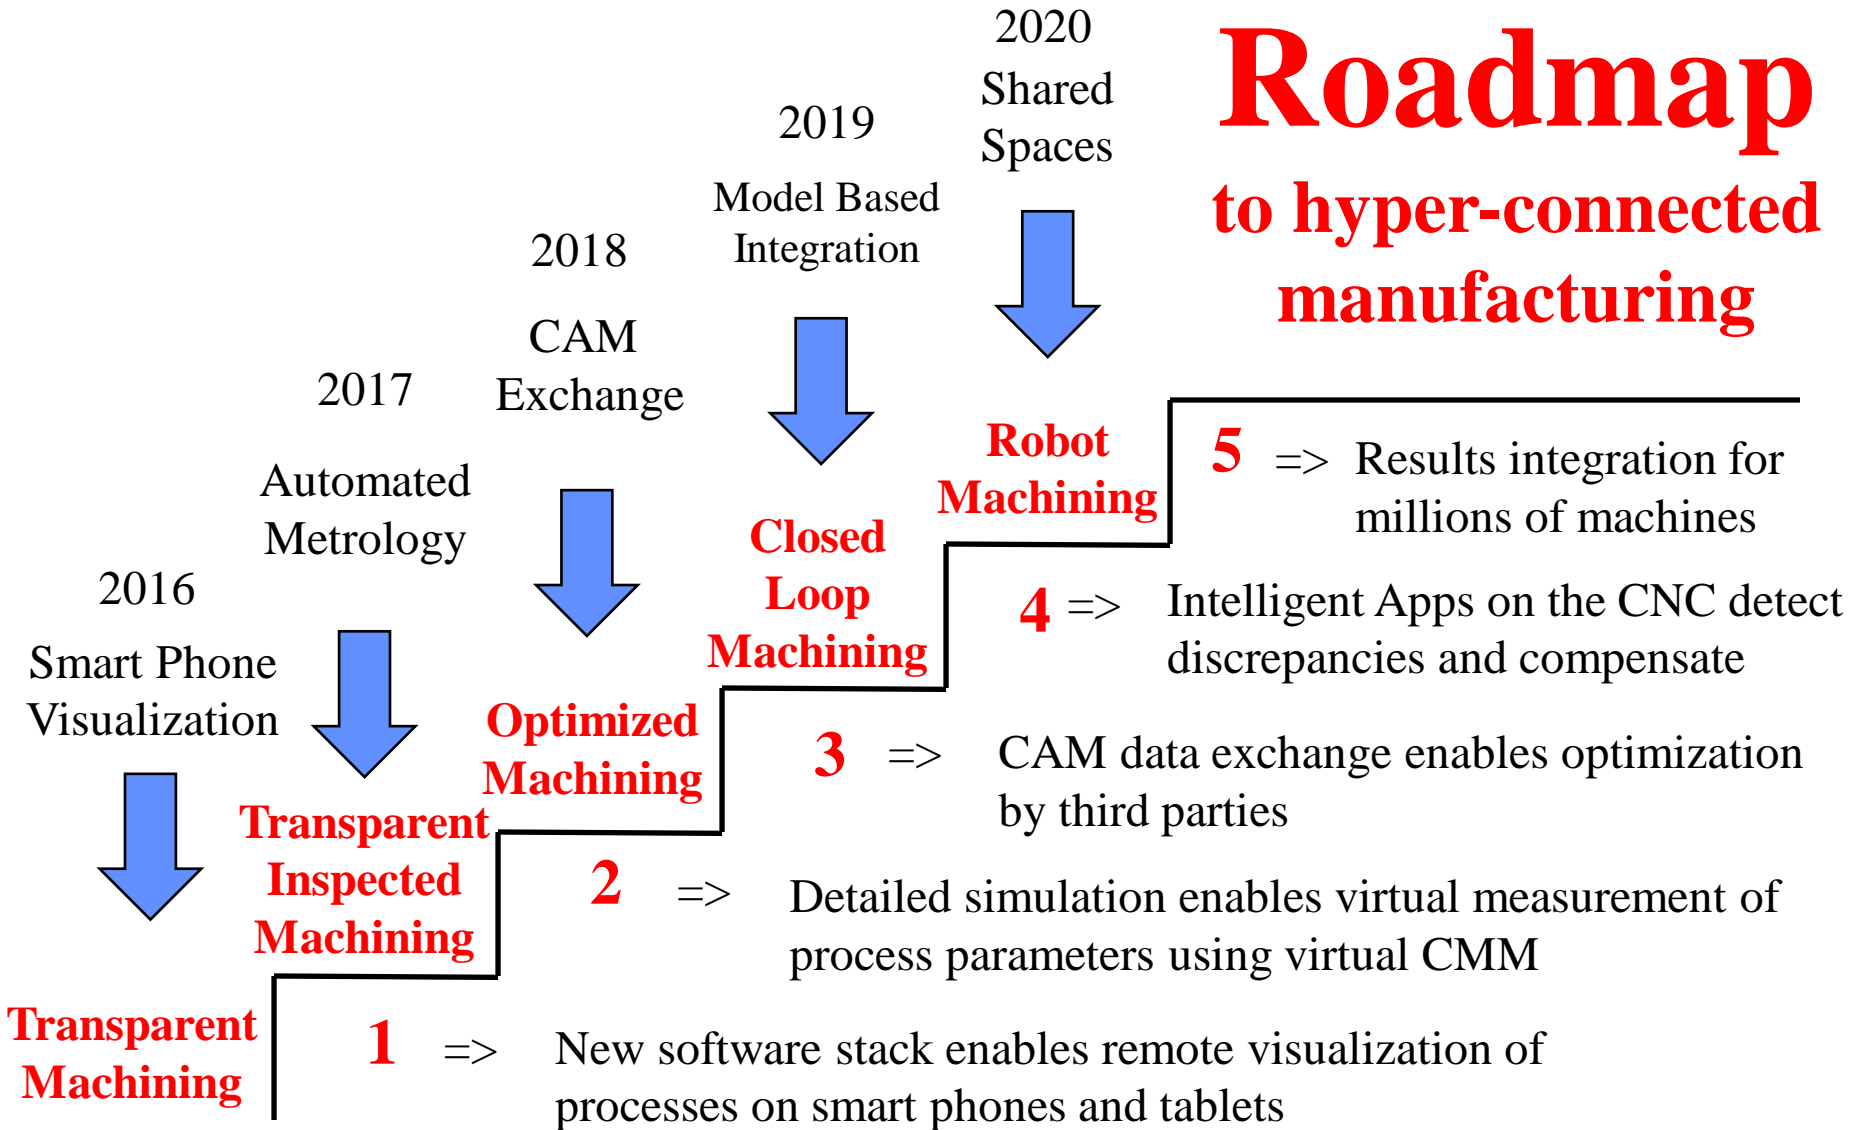 Roadmap
to hyper-connected
manufacturing
2016
Smart Phone
Visualization
Transparent
Machining
2017
Automated
Metrology
Transparent
Inspected
Machining
2018
CAM
Exchange
Optimized
Machining
2019
Model Based
Integration
Closed
Loop
Machining
2020
Shared
Spaces
Robot
Machining
5 => Results integration for
millions of machines
4 => Intelligent Apps on the CNC detect
discrepancies and compensate
3 => CAM data exchange enables optimization
by third parties
2 => Detailed simulation enables virtual measurement of
process parameters using virtual CMM
1 => New software stack enables remote visualization of
processes on smart phones and tablets